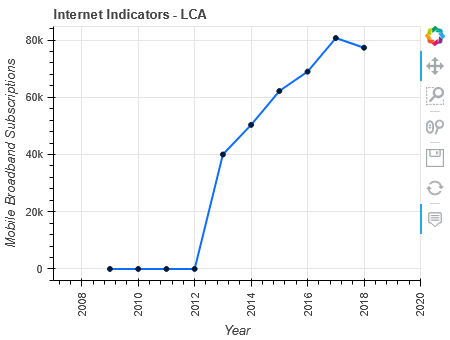 Internet Indicators - LCA
Mobile Broadband Subscriptions
80k
60k
40k
20k
0
2008
2010
2012
2014
2016
2018
2020
Year